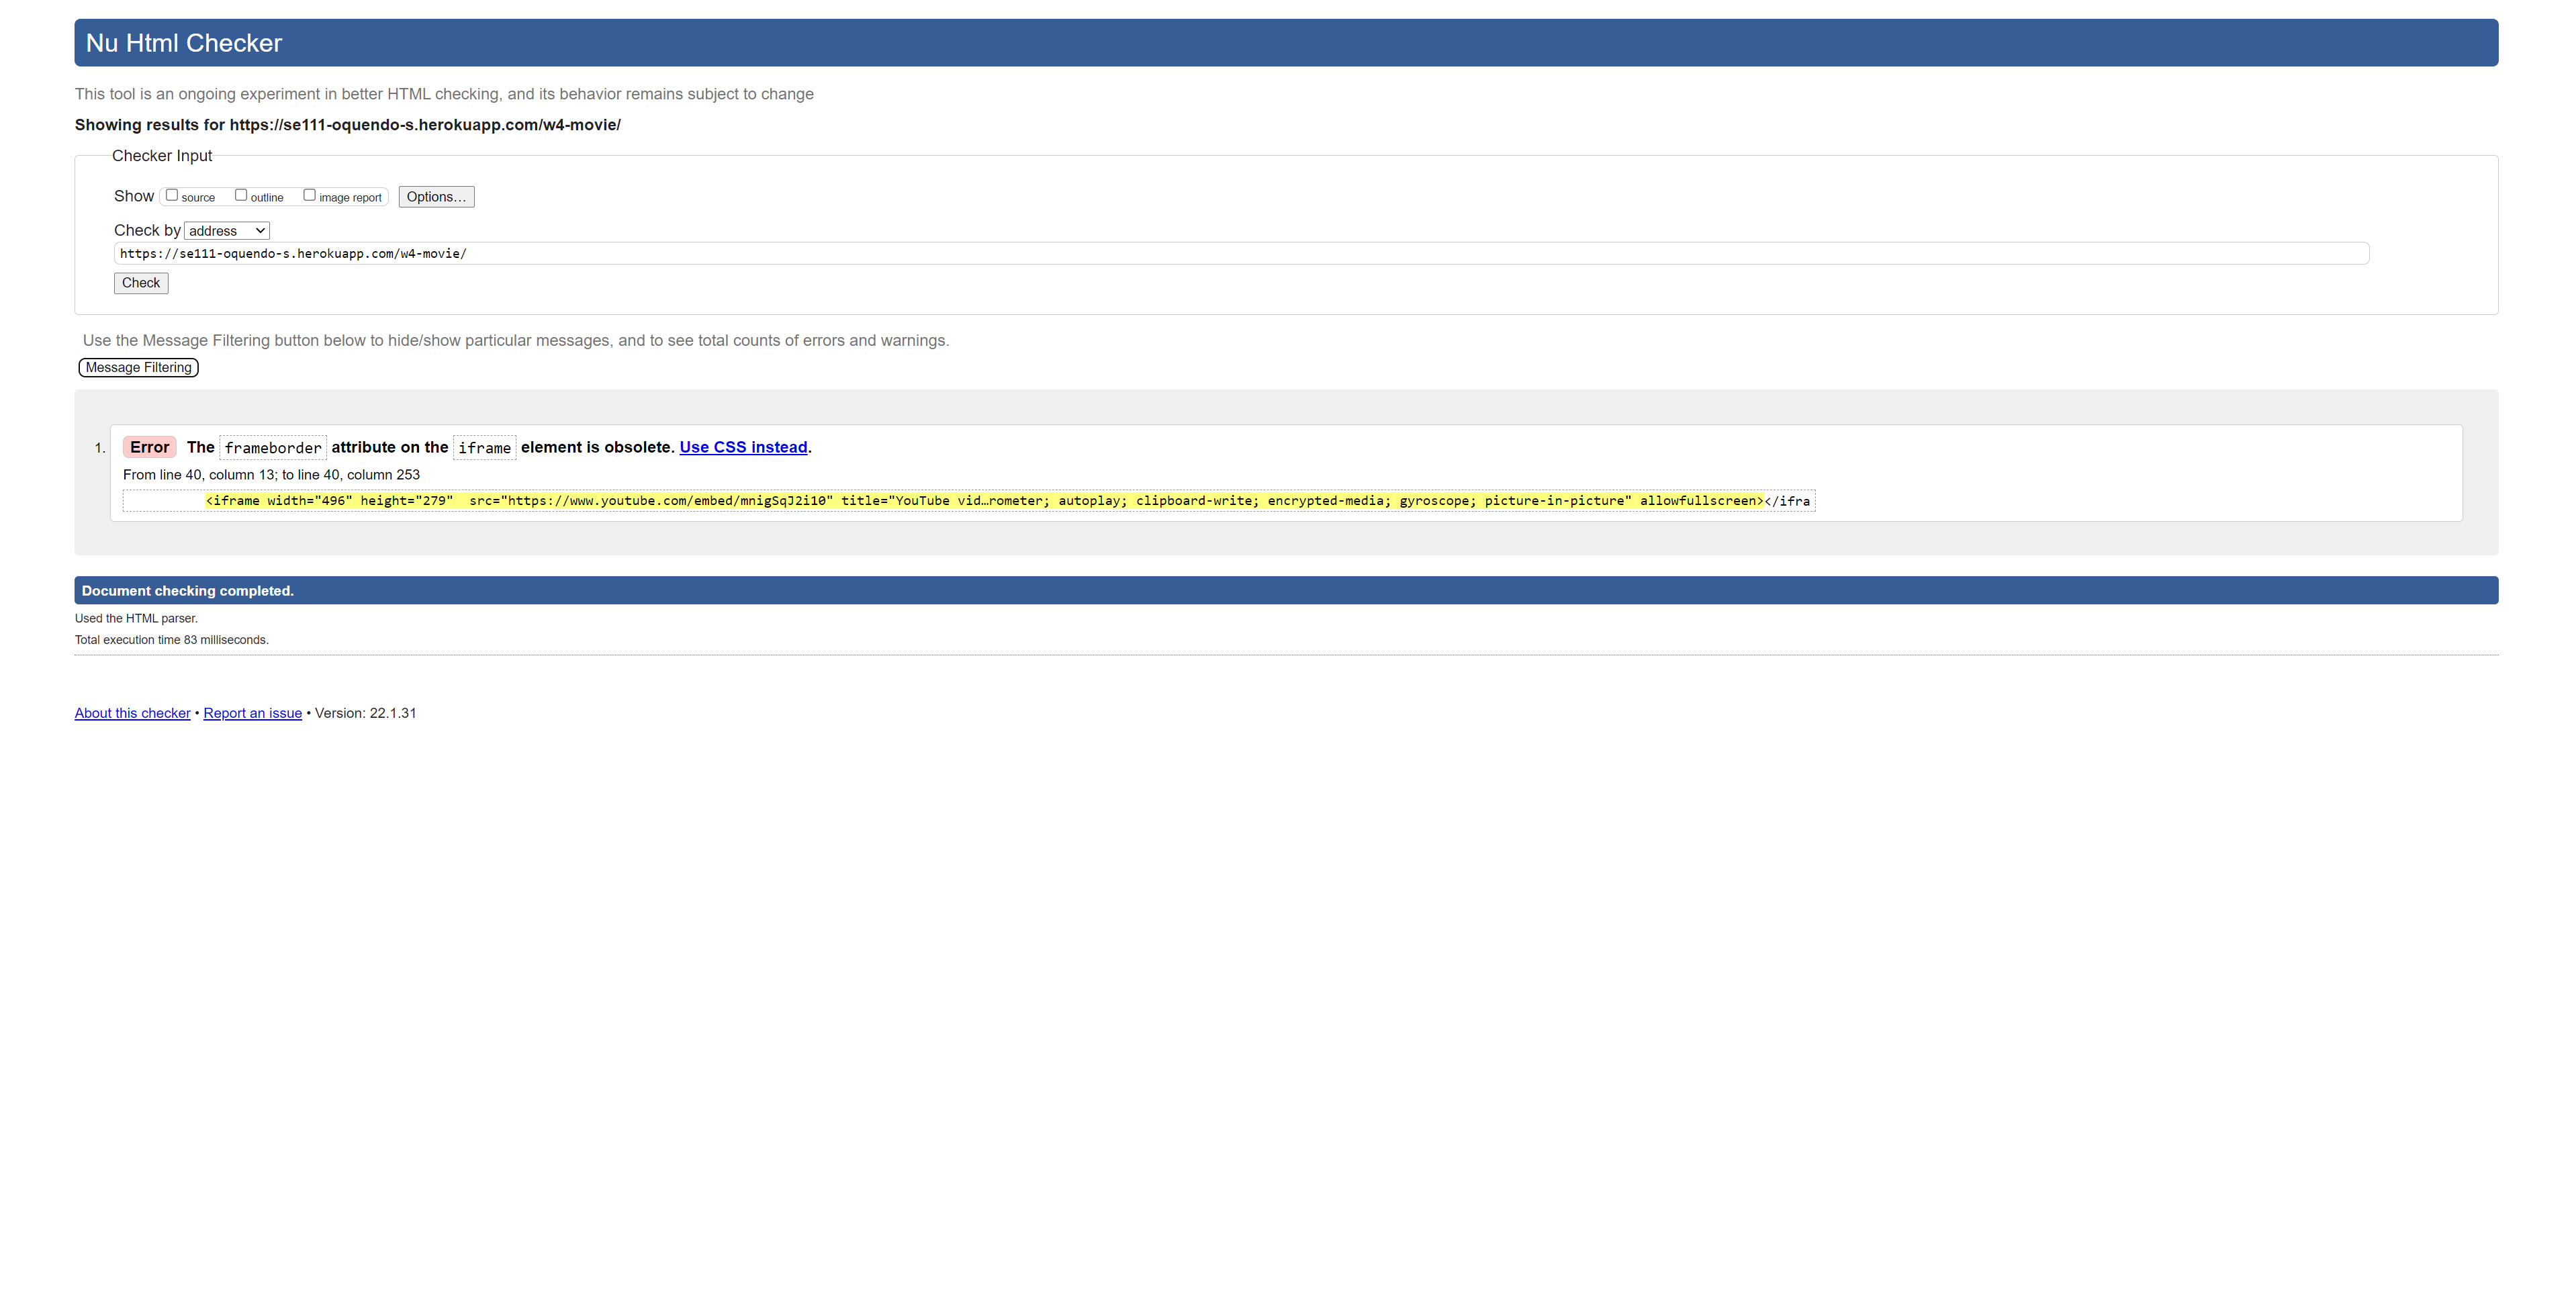 Nu Html Checker
This tool is an ongoing experiment in better HTML checking, and its behavior remains subject to change
Showing results for https://se111-oquendo-s.herokuapp.com/w4-movie/
Checker Input
Show source outline image report Options...
Check by address
https://se111-oquendo-s.herokuapp.com/w4-movie/
Check
Use the Message Filtering button below to hide/show particular messages, and to see total counts of errors and warnings.
Message Filtering
1. Error The frameborder attribute on the iframe element is obsolete. Use CSS instead.
From line 40, column 13; to line 40, column 253
<iframe width="496" height="279"  src="https://www.youtube.com/embed/mnigSqJ2i10" title="YouTube vid…rometer; autoplay; clipboard-write; encrypted-media; gyroscope; picture-in-picture" allowfullscreen></ifra
Document checking completed.
Used the HTML parser.
Total execution time 83 milliseconds.
About this checker • Report an issue • Version: 22.1.31